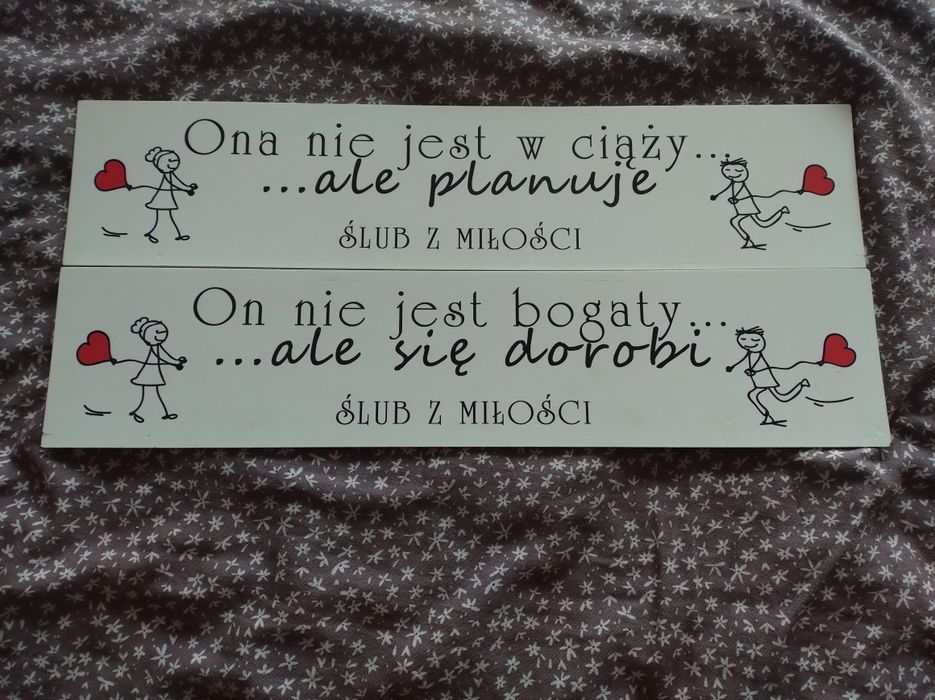 Ona nie jest w ciąży...
...ale planuje
ŚLUB Z MIŁOŚCI
On nie jest bogaty...
...ale się dorobi
ŚLUB Z MIŁOŚCI